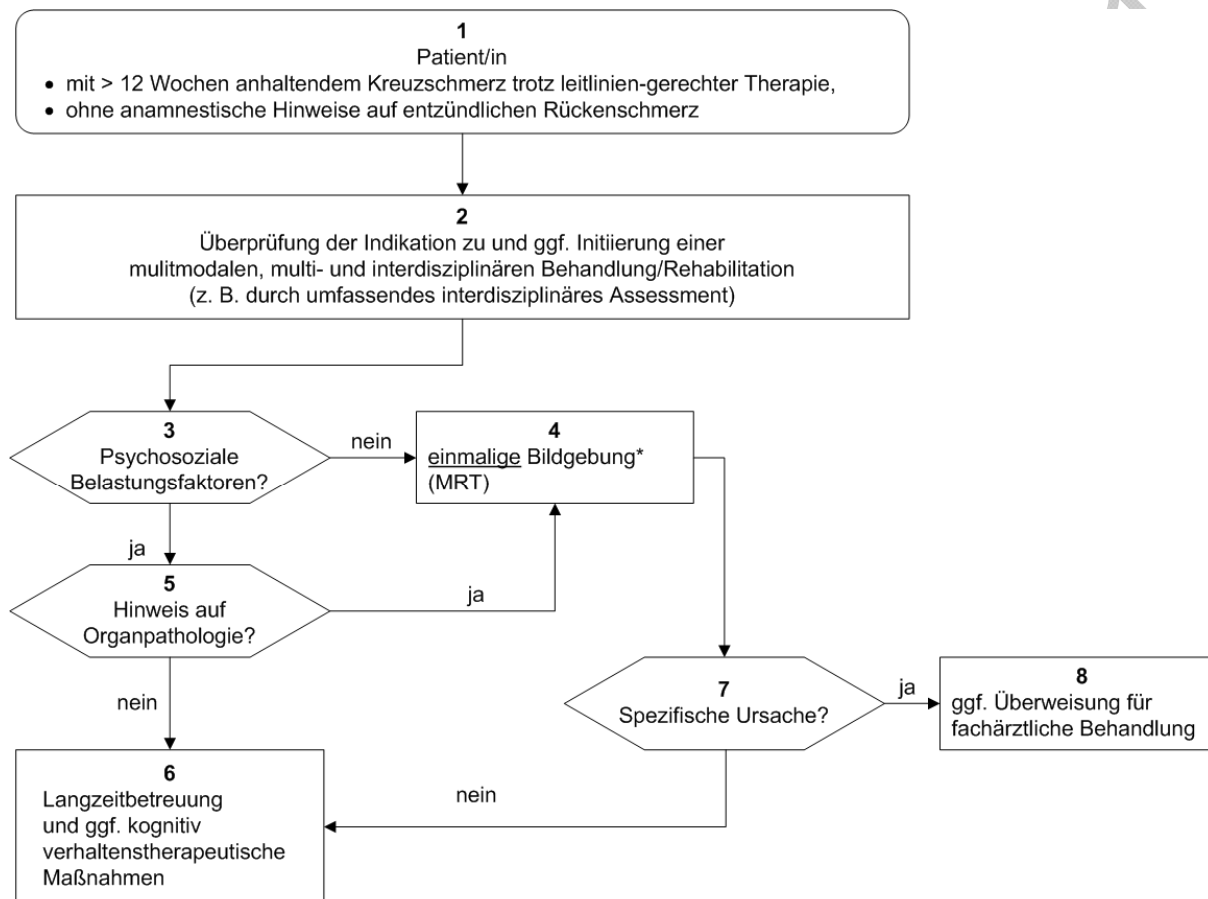 1
Patient/in
• mit > 12 Wochen anhaltendem Kreuzschmerz trotz leitlinien-gerechter Therapie,
• ohne anamnestische Hinweise auf entzündlichen Rückenschmerz
2
Überprüfung der Indikation zu und ggf. Initiierung einer
mulitmodalen, multi- und interdisziplinären Behandlung/Rehabilitation
(z. B. durch umfassendes interdisziplinäres Assessment)
3
Psychosoziale
Belastungsfaktoren?
nein
4
einmalige Bildgebung*
(MRT)
ja
5
Hinweis auf
Organpathologie?
ja
nein
7
Spezifische Ursache?
ja
8
ggf. Überweisung für
fachärztliche Behandlung
6
Langzeitbetreuung
und ggf. kognitiv
verhaltenstherapeutische
Maßnahmen
nein